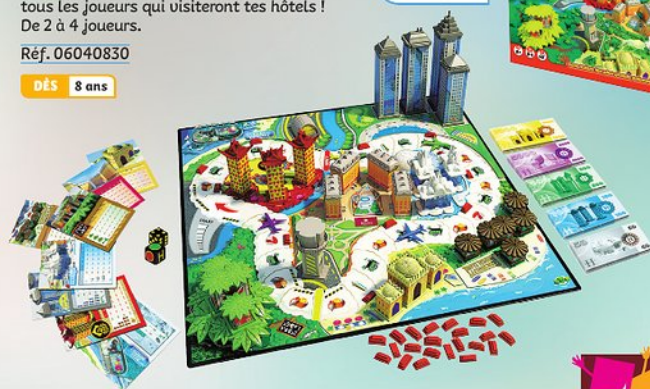 tous les joueurs qui visiteront tes hôtels !
De 2 à 4 joueurs.
Réf. 06040830
DÈS 8 ans